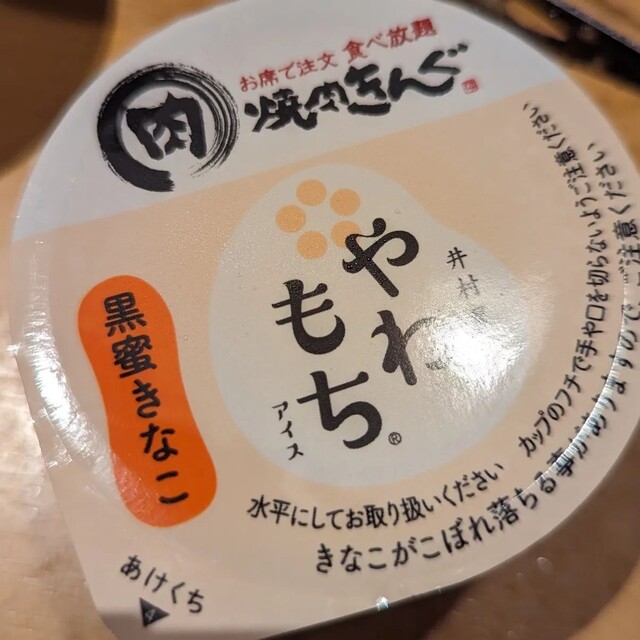 お席で注文 食べ放題
肉
焼肉きんぐ
井村
やわ
もち®
アイス
黒蜜きなこ
カップのフチで手や口を切らないようにご注意ください
水平にしてお取り扱いください
きなこがこぼれ落ちる事がありますのでご注意ください
あけくち